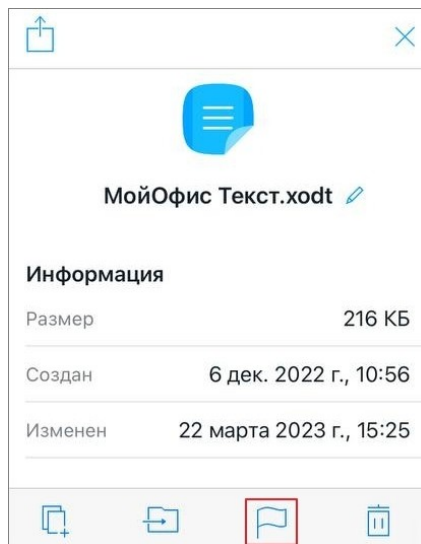 МойОфис Текст.xodt
Информация
Размер 216 КБ
Создан 6 дек. 2022 г., 10:56
Изменен 22 марта 2023 г., 15:25